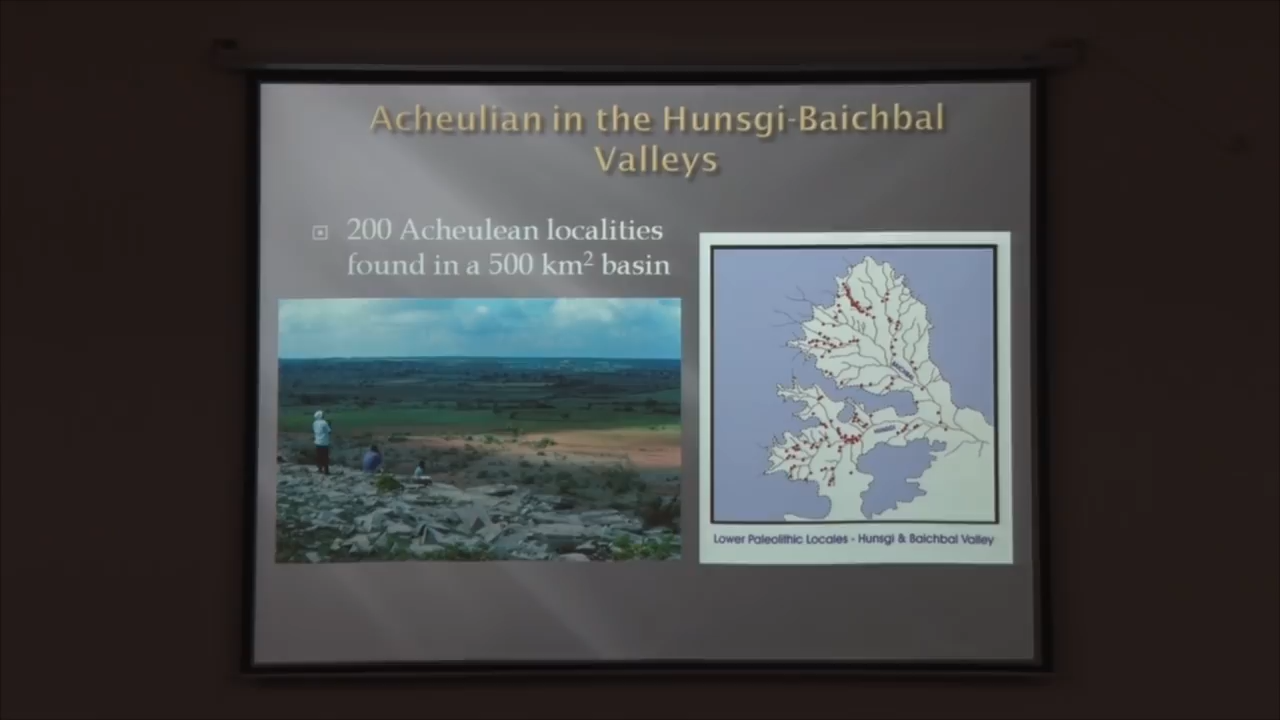 Acheulian in the Hunsgi-Baichbal
Valleys
200 Acheulean localities
found in a 500 km² basin
Lower Paleolithic Locales - Hunsgi & Baichbal Valley